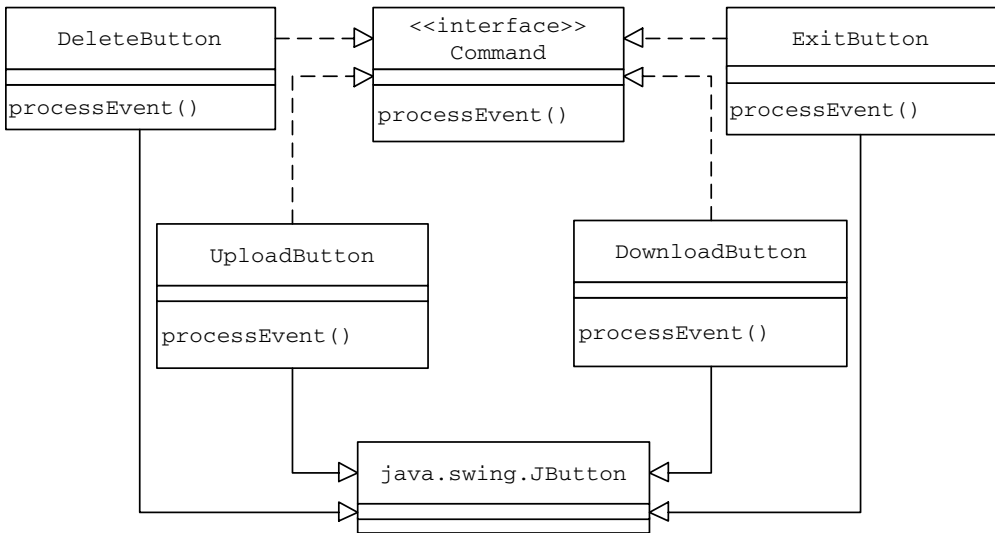 DeleteButton
processEvent()
<<interface>>
Command
processEvent()
ExitButton
processEvent()
UploadButton
processEvent()
DownloadButton
processEvent()
java.swing.JButton